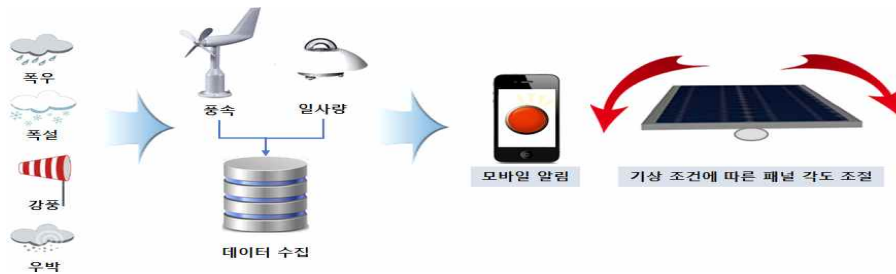 폭우
폭설
강풍
우박
풍속
일사량
데이터 수집
모바일 알림
기상 조건에 따른 패널 각도 조절